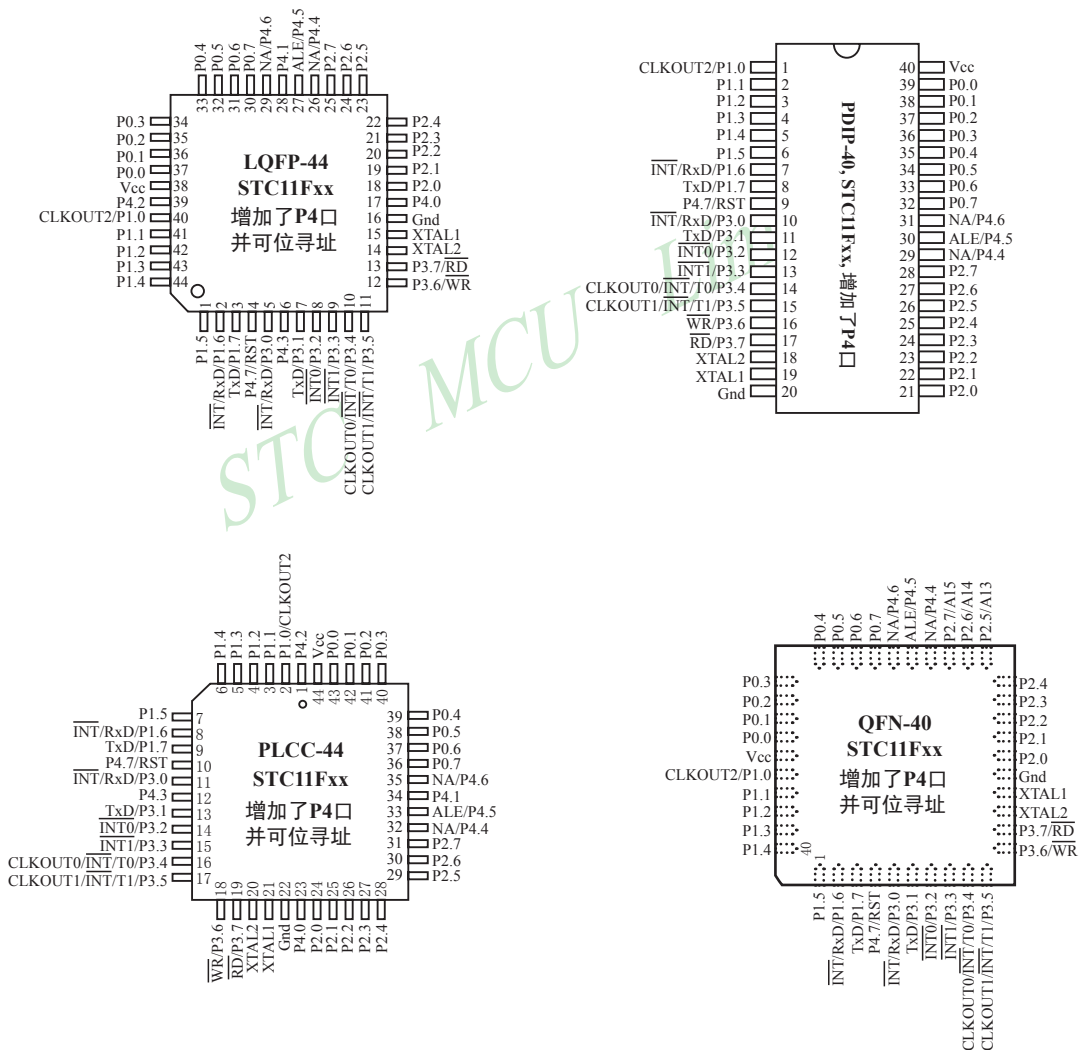 P0.4
P0.5
P0.6
P0.7
NA/P4.6
P4.1
ALE/P4.5
NA/P4.4
P2.7
P2.6
P2.5
33
32
31
30
29
28
27
26
25
24
23
P0.3 34
P0.2 35
P0.1 36
P0.0 37
Vcc 38
P4.2 39
CLKOUT2/P1.0 40
P1.1 41
P1.2 42
P1.3 43
P1.4 44
LQFP-44
STC11Fxx
增加了P4口
并可位寻址
22 P2.4
21 P2.3
20 P2.2
19 P2.1
18 P2.0
17 P4.0
16 Gnd
15 XTAL1
14 XTAL2
13 P3.7/RD
12 P3.6/WR
1
2
3
4
5
6
7
8
9
10
11
P1.5
INT/RxD/P1.6
TxD/P1.7
P4.7/RST
INT/RxD/P3.0
P4.3
TxD/P3.1
INT0/P3.2
INT1/P3.3
CLKOUT0/INT/T0/P3.4
CLKOUT1/INT/T1/P3.5
CLKOUT2/P1.0 1
P1.1 2
P1.2 3
P1.3 4
P1.4 5
P1.5 6
INT/RxD/P1.6 7
TxD/P1.7 8
P4.7/RST 9
INT/RxD/P3.0 10
TxD/P3.1 11
INT0/P3.2 12
INT1/P3.3 13
CLKOUT0/INT/T0/P3.4 14
CLKOUT1/INT/T1/P3.5 15
WR/P3.6 16
RD/P3.7 17
XTAL2 18
XTAL1 19
Gnd 20
PDIP-40, STC11Fxx, 增加了P4口
40 Vcc
39 P0.0
38 P0.1
37 P0.2
36 P0.3
35 P0.4
34 P0.5
33 P0.6
32 P0.7
31 NA/P4.6
30 ALE/P4.5
29 NA/P4.4
28 P2.7
27 P2.6
26 P2.5
25 P2.4
24 P2.3
23 P2.2
22 P2.1
21 P2.0
STC MCU
P1.4
P1.3
P1.2
P1.1
P1.0/CLKOUT2
P4.2
Vcc
P0.0
P0.1
P0.2
P0.3
6
5
4
3
2
1
44
43
42
41
40
P1.5 7
INT/RxD/P1.6 8
TxD/P1.7 9
P4.7/RST 10
INT/RxD/P3.0 11
P4.3 12
TxD/P3.1 13
INT0/P3.2 14
INT1/P3.3 15
CLKOUT0/INT/T0/P3.4 16
CLKOUT1/INT/T1/P3.5 17
PLCC-44
STC11Fxx
增加了P4口
并可位寻址
39 P0.4
38 P0.5
37 P0.6
36 P0.7
35 NA/P4.6
34 P4.1
33 ALE/P4.5
32 NA/P4.4
31 P2.7
30 P2.6
29 P2.5
18
19
20
21
22
23
24
25
26
27
28
WR/P3.6
RD/P3.7
XTAL2
XTAL1
Gnd
P4.0
P2.0
P2.1
P2.2
P2.3
P2.4
P0.4
P0.5
P0.6
P0.7
NA/P4.6
ALE/P4.5
NA/P4.4
P2.7/A15
P2.6/A14
P2.5/A13
P0.3
P0.2
P0.1
P0.0
Vcc
CLKOUT2/P1.0
P1.1
P1.2
P1.3
P1.4 40
QFN-40
STC11Fxx
增加了P4口
并可位寻址
P2.4
P2.3
P2.2
P2.1
P2.0
Gnd
XTAL1
XTAL2
P3.7/RD
P3.6/WR
1
P1.5
INT/RxD/P1.6
TxD/P1.7
P4.7/RST
INT/RxD/P3.0
TxD/P3.1
INT0/P3.2
INT1/P3.3
CLKOUT0/INT/T0/P3.4
CLKOUT1/INT/T1/P3.5